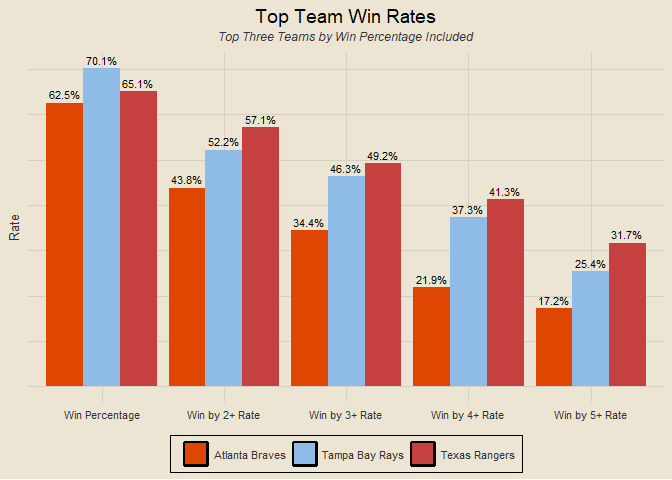 Top Team Win Rates
Top Three Teams by Win Percentage Included
Rate
62.5% 70.1% 65.1%
43.8% 52.2% 57.1%
34.4% 46.3% 49.2%
21.9% 37.3% 41.3%
17.2% 25.4% 31.7%
Win Percentage Win by 2+ Rate Win by 3+ Rate Win by 4+ Rate Win by 5+ Rate
Atlanta Braves Tampa Bay Rays Texas Rangers